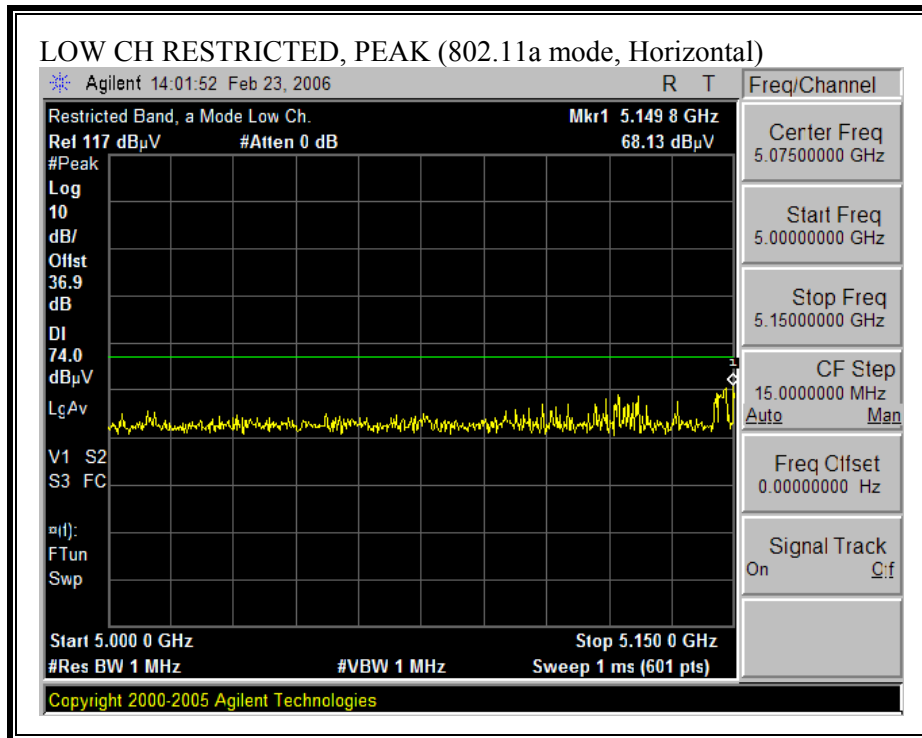 LOW CH RESTRICTED, PEAK (802.11a mode, Horizontal)
Agilent 14:01:52 Feb 23, 2006 R T
Restricted Band, a Mode Low Ch. Mkr1 5.149 8 GHz
Ref 117 dBµV #Atten 0 dB 68.13 dBµV
#Peak
Log
10
dB/
Offst
36.9
dB
DI
74.0
dBµV
LgAv
V1 S2
S3 FC
¤(f):
FTun
Swp
1
Start 5.000 0 GHz Stop 5.150 0 GHz
#Res BW 1 MHz #VBW 1 MHz Sweep 1 ms (601 pts)
Copyright 2000-2005 Agilent Technologies
Freq/Channel
Center Freq
5.07500000 GHz
Start Freq
5.00000000 GHz
Stop Freq
5.15000000 GHz
CF Step
15.0000000 MHz
Auto Man
Freq Offset
0.00000000 Hz
Signal Track
On Off